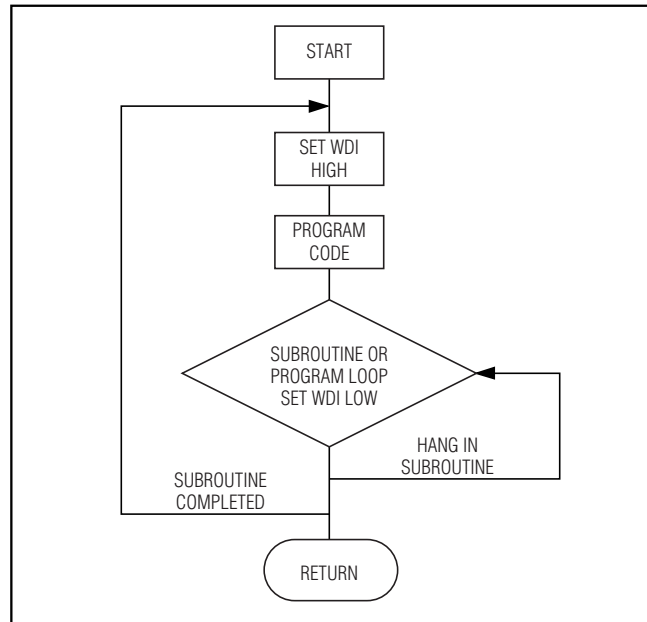 START
SET WDI
HIGH
PROGRAM
CODE
SUBROUTINE OR
PROGRAM LOOP
SET WDI LOW
HANG IN
SUBROUTINE
SUBROUTINE
COMPLETED
RETURN